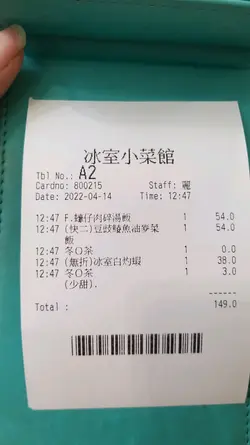 冰室小菜館
Tbl No.: A2
Cardno: 800215 Staff: 麗
Date: 2022-04-14 Time: 12:47
12:47 F.蠔仔肉碎湯飯 1 54.0
12:47 (快二)豆豉鯪魚油麥菜 1 54.0
飯
12:47 冬O茶 1 0.0
12:47 (無折)冰室白灼蝦 1 38.0
12:47 冬O茶 1 3.0
(少甜).
Total : 149.0